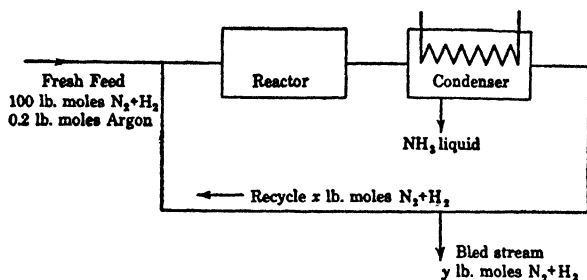 Reactor
Condenser
Fresh Feed
100 lb. moles N₂+H₂
0.2 lb. moles Argon
NH₃ liquid
Recycle x lb. moles N₂+H₂
Bled stream
y lb. moles N₂+H₂